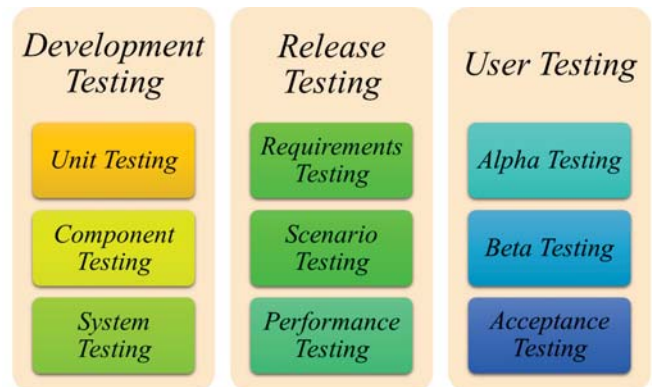 Development
Testing
Unit Testing
Component
Testing
System
Testing
Release
Testing
Requirements
Testing
Scenario
Testing
Performance
Testing
User Testing
Alpha Testing
Beta Testing
Acceptance
Testing